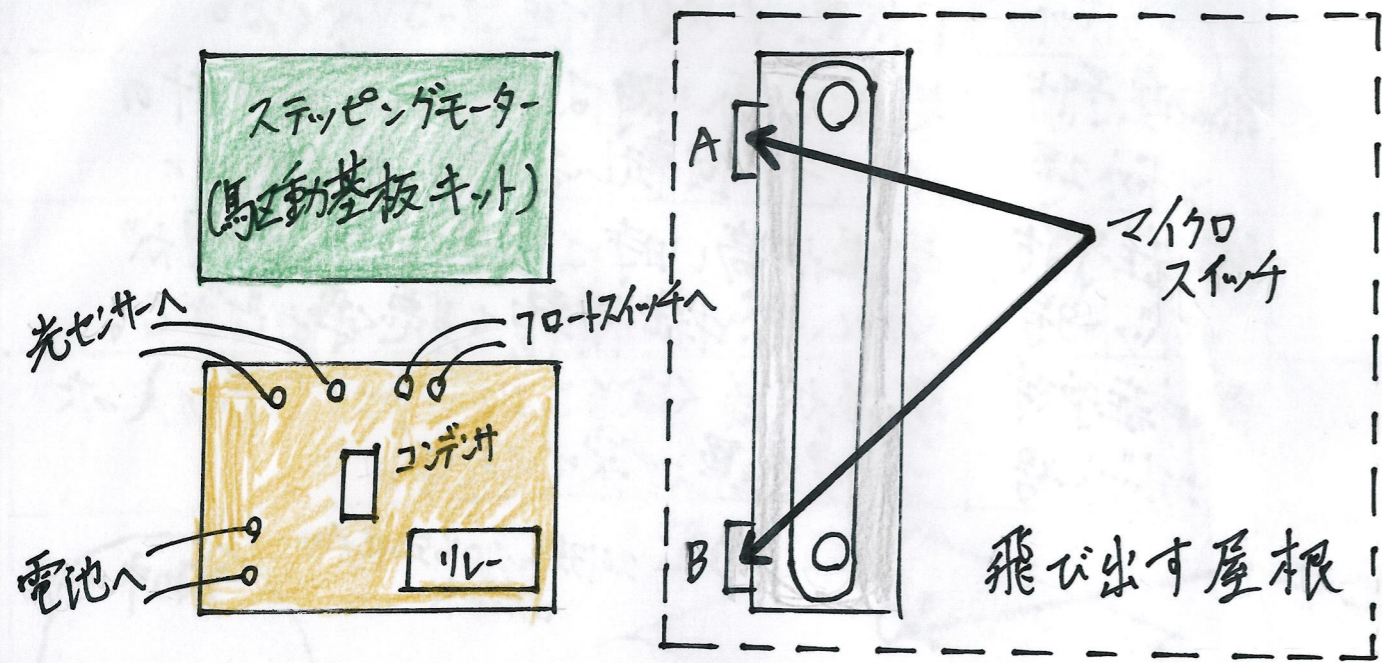 ステッピングモーター
(駆動基板キット)
光センサーへ
フロートスイッチへ
コンデンサ
リレー
電池へ
A
B
マイクロ
スイッチ
飛び出す屋根